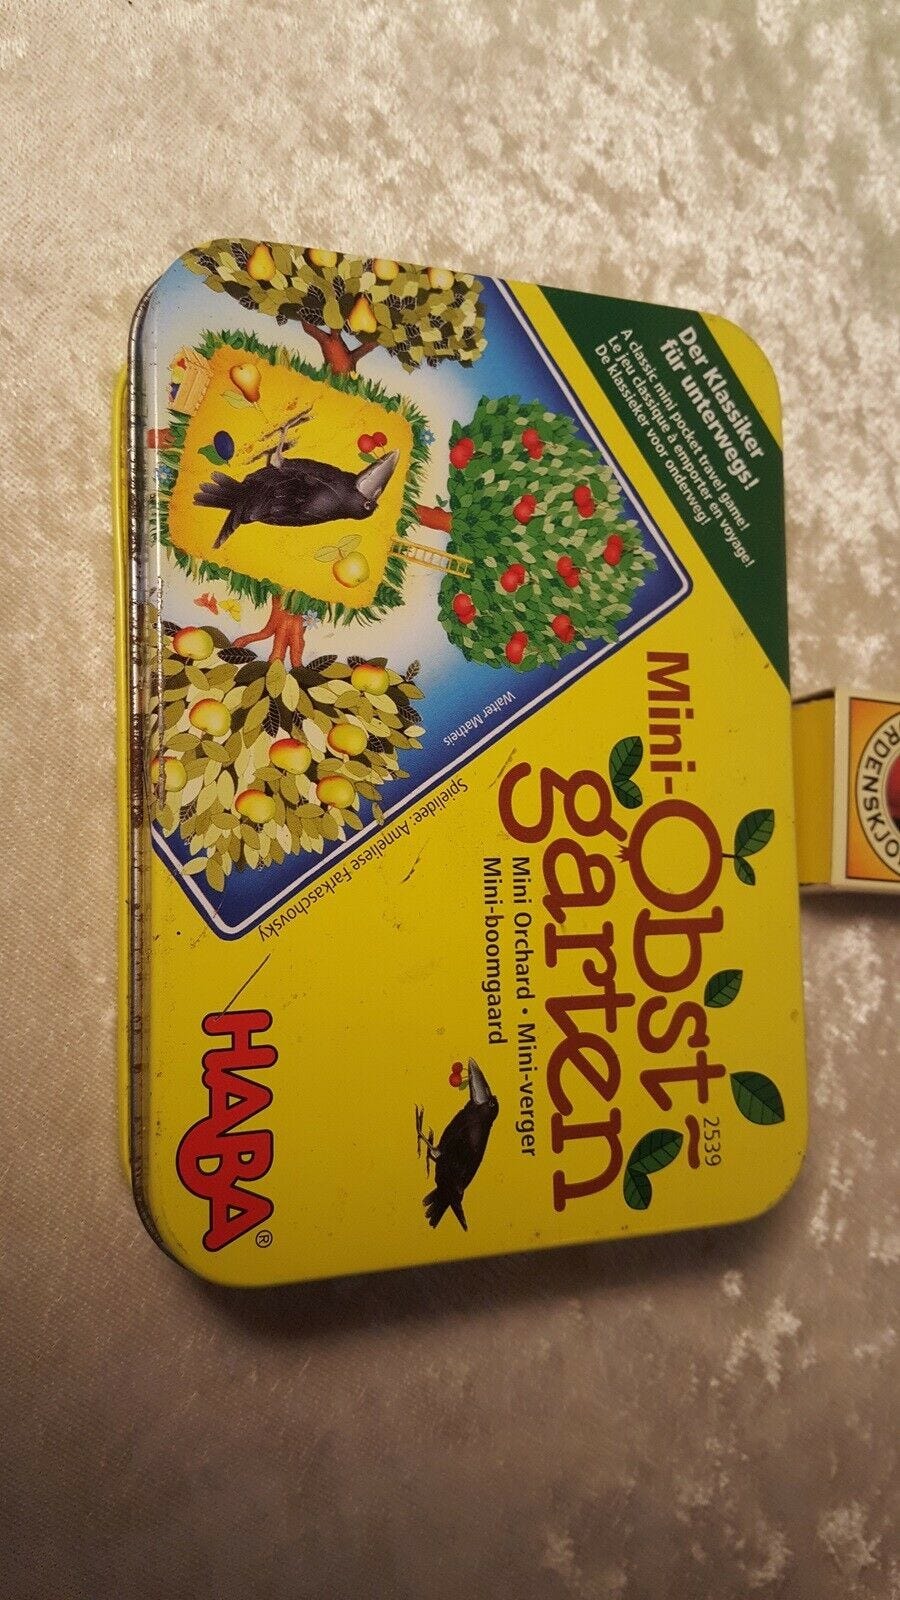 Der Klassiker
für unterwegs!
A classic mini pocket travel game!
Le jeu classique à emporter en voyage!
De klassieker voor onderweg!
Mini-Obst-
garten
2539
Mini Orchard • Mini-verger
Mini-boomgaard
Walter Matheis
Spielidee: Anneliese Farkaschovsky
HABA®
RDENSKJO